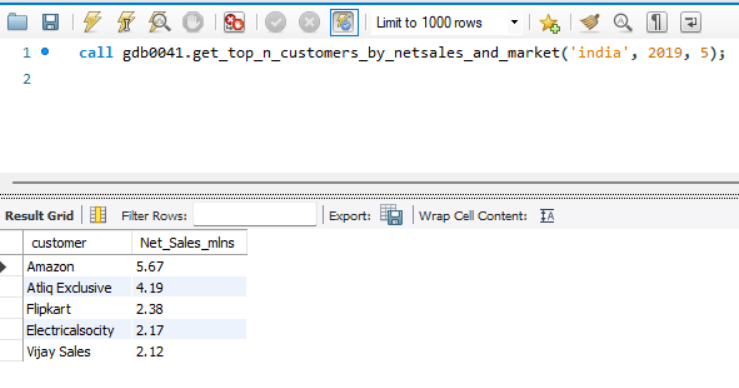 Limit to 1000 rows
1 call gdb0041.get_top_n_customers_by_netsales_and_market('india', 2019, 5);
2
Result Grid Filter Rows: Export: Wrap Cell Content: IA
customer Net_Sales_mlns
Amazon 5.67
Atliq Exclusive 4.19
Flipkart 2.38
Electricalsocity 2.17
Vijay Sales 2.12